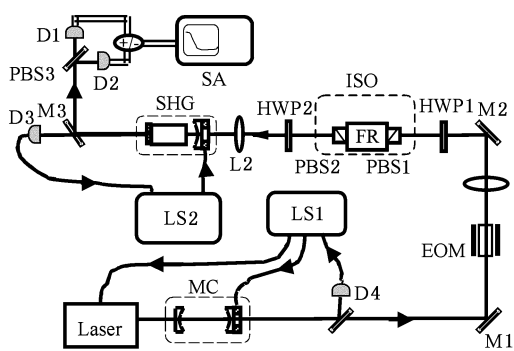 D1
+/-
D2
PBS3
SA
ISO
SHG
HWP2
HWP1
M2
D3
M3
FR
L2
PBS2
PBS1
LS2
LS1
EOM
MC
D4
Laser
M1